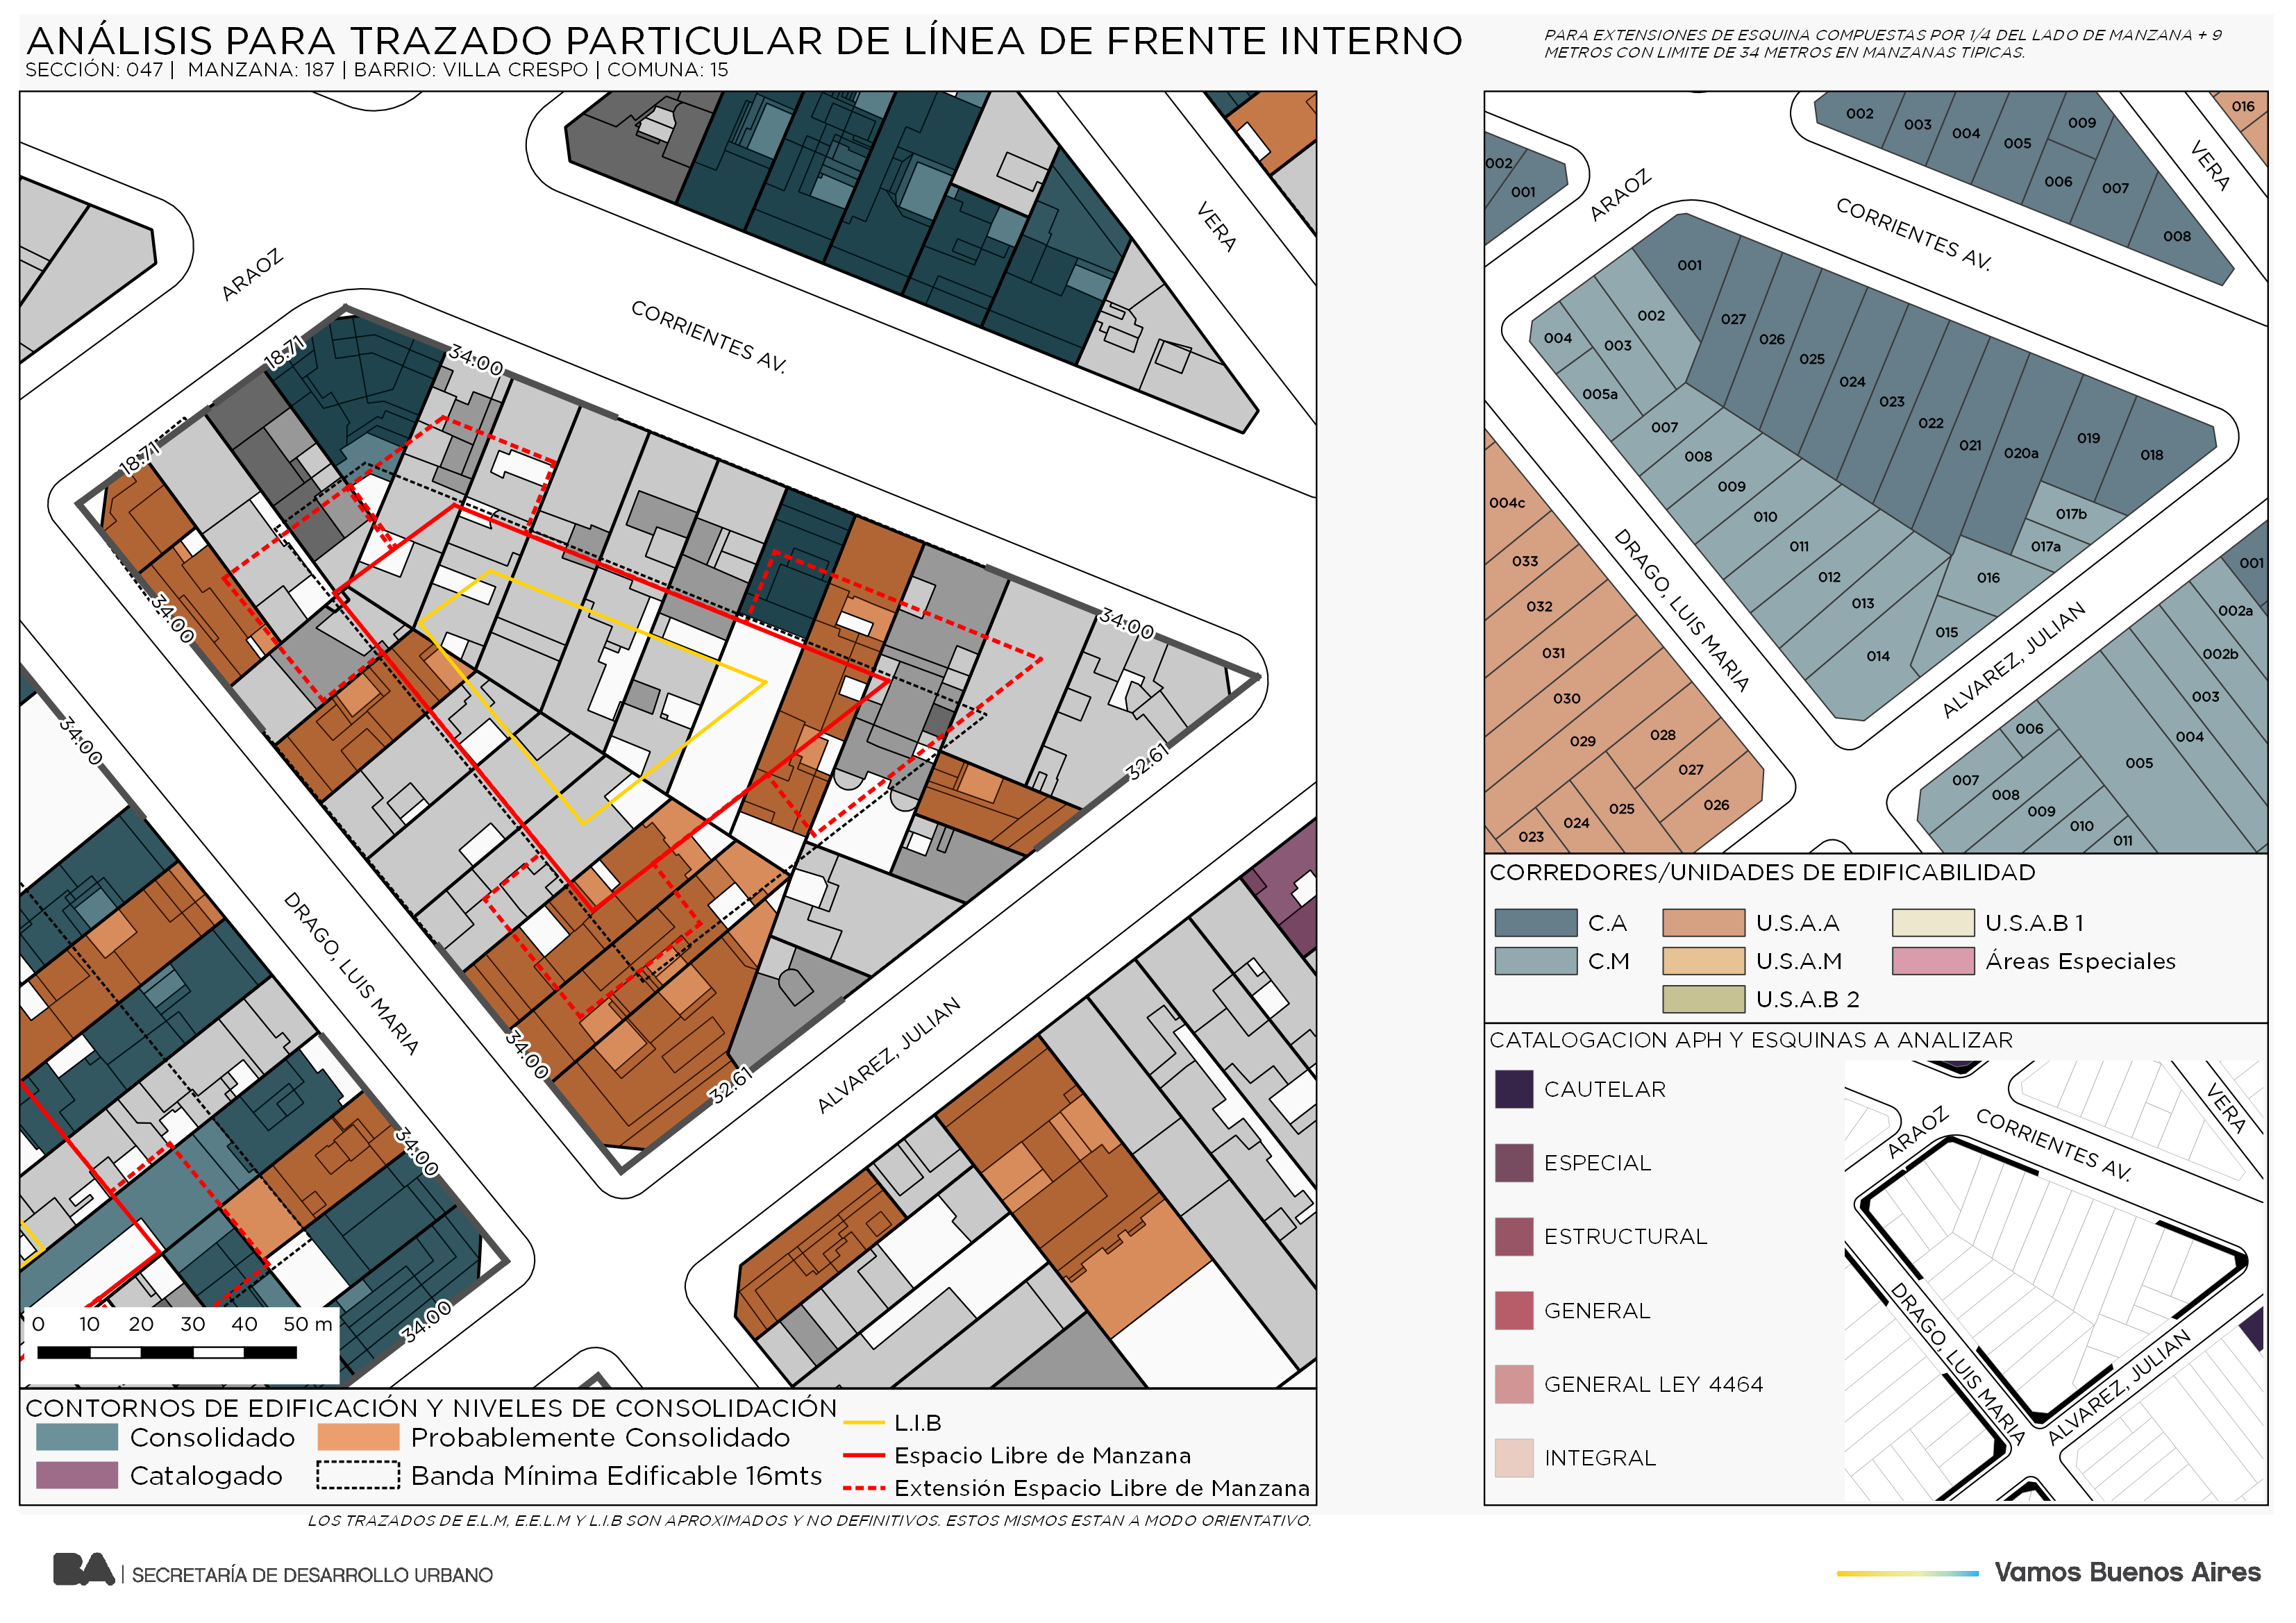 ANÁLISIS PARA TRAZADO PARTICULAR DE LÍNEA DE FRENTE INTERNO
SECCIÓN: 047 | MANZANA: 187 | BARRIO: VILLA CRESPO | COMUNA: 15
PARA EXTENSIONES DE ESQUINA COMPUESTAS POR 1/4 DEL LADO DE MANZANA + 9
METROS CON LIMITE DE 34 METROS EN MANZANAS TIPICAS.
ARAOZ
CORRIENTES AV.
VERA
18.71
34.00
18.71
34.00
34.00
34.00
32.61
DRAGO, LUIS MARIA
34.00
32.61
ALVAREZ, JULIAN
34.00
34.00
0 10 20 30 40 50 m
CONTORNOS DE EDIFICACIÓN Y NIVELES DE CONSOLIDACIÓN
Consolidado
Probablemente Consolidado
Catalogado
Banda Mínima Edificable 16mts
L.I.B
Espacio Libre de Manzana
Extensión Espacio Libre de Manzana
LOS TRAZADOS DE E.L.M, E.E.L.M Y L.I.B SON APROXIMADOS Y NO DEFINITIVOS. ESTOS MISMOS ESTAN A MODO ORIENTATIVO.
002
003
004
005
009
006
007
008
016
VERA
002
001
ARAOZ
CORRIENTES AV.
001
002
003
004
005a
027
026
025
024
023
022
021
020a
019
018
017b
017a
016
015
007
008
009
010
011
012
013
014
DRAGO, LUIS MARIA
ALVAREZ, JULIAN
004c
033
032
031
030
029
028
027
026
025
024
023
001
002a
002b
003
004
005
006
007
008
009
010
011
CORREDORES/UNIDADES DE EDIFICABILIDAD
C.A
U.S.A.A
U.S.A.B 1
C.M
U.S.A.M
Áreas Especiales
U.S.A.B 2
CATALOGACION APH Y ESQUINAS A ANALIZAR
CAUTELAR
ESPECIAL
ESTRUCTURAL
GENERAL
GENERAL LEY 4464
INTEGRAL
ARAOZ
CORRIENTES AV.
VERA
DRAGO, LUIS MARIA
ALVAREZ, JULIAN
BA | SECRETARÍA DE DESARROLLO URBANO
Vamos Buenos Aires